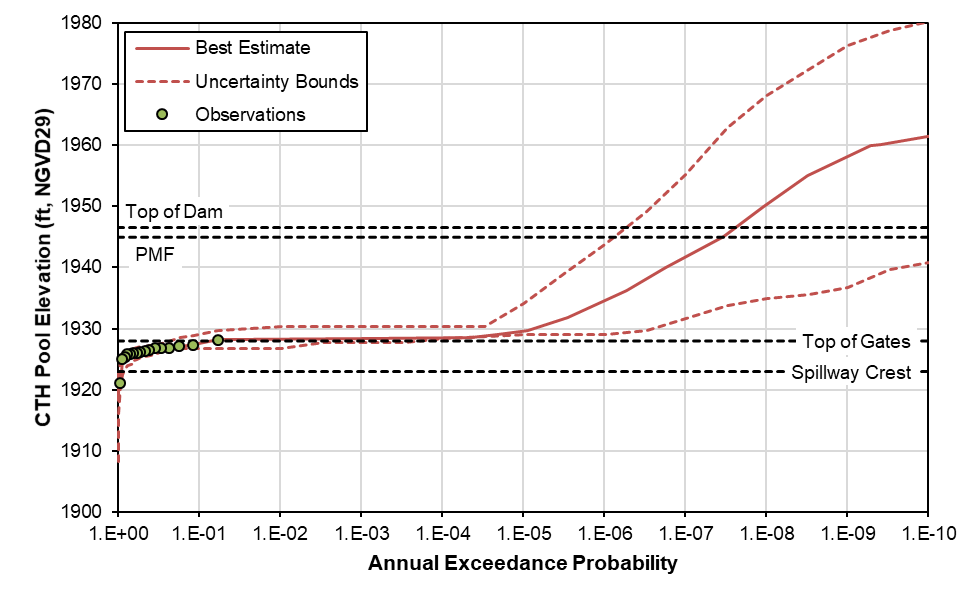 1980
1970
1960
1950
1940
1930
1920
1910
1900
CTH Pool Elevation (ft, NGVD29)
Best Estimate
Uncertainty Bounds
Observations
Top of Dam
PMF
Top of Gates
Spillway Crest
1.E+00 1.E-01 1.E-02 1.E-03 1.E-04 1.E-05 1.E-06 1.E-07 1.E-08 1.E-09 1.E-10
Annual Exceedance Probability